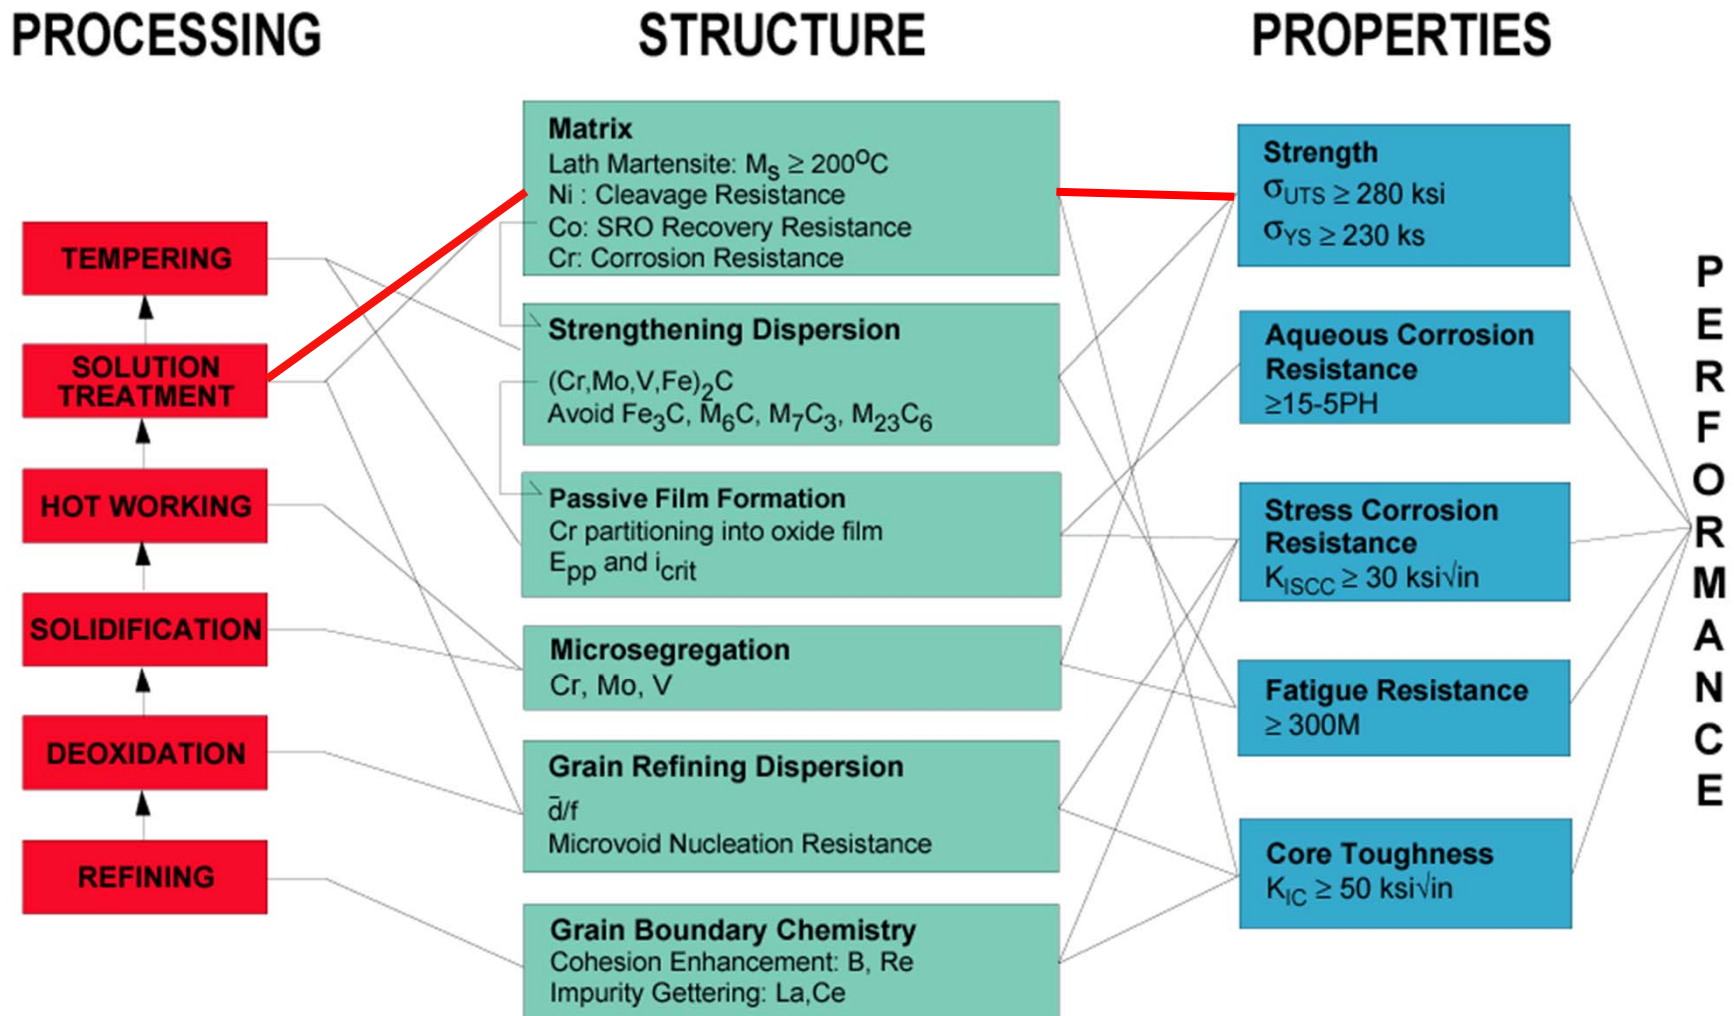 PROCESSING
STRUCTURE
PROPERTIES
TEMPERING
SOLUTION
TREATMENT
HOT WORKING
SOLIDIFICATION
DEOXIDATION
REFINING
Matrix
Lath Martensite: Mₛ ≥ 200⁰C
Ni : Cleavage Resistance
Co: SRO Recovery Resistance
Cr: Corrosion Resistance
Strengthening Dispersion
(Cr,Mo,V,Fe)₂C
Avoid Fe₃C, M₆C, M₇C₃, M₂₃C₆
Passive Film Formation
Cr partitioning into oxide film
Epp and icrit
Microsegregation
Cr, Mo, V
Grain Refining Dispersion
d̄/f
Microvoid Nucleation Resistance
Grain Boundary Chemistry
Cohesion Enhancement: B, Re
Impurity Gettering: La,Ce
Strength
σUTS ≥ 280 ksi
σYS ≥ 230 ks
Aqueous Corrosion
Resistance
≥15-5PH
Stress Corrosion
Resistance
KISCC ≥ 30 ksi√in
Fatigue Resistance
≥ 300M
Core Toughness
KIC ≥ 50 ksi√in
PERFORMANCE